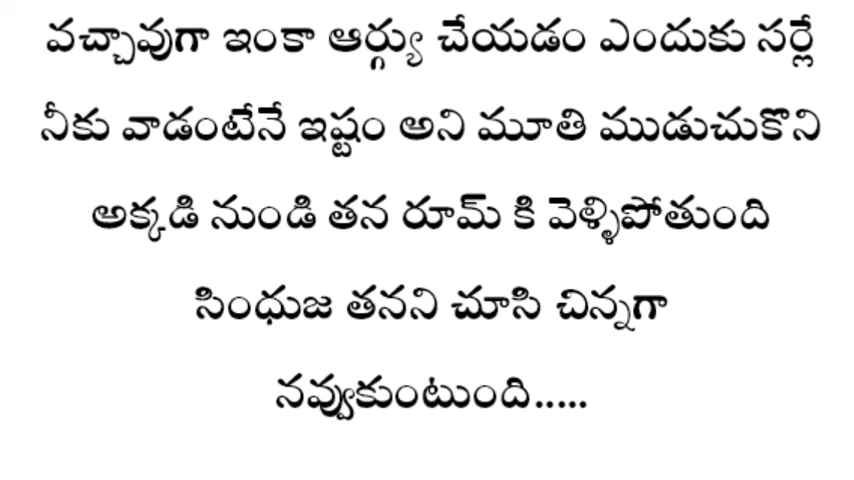 వచ్చావుగా ఇంకా ఆర్గ్యు చేయడం ఎందుకు సర్లే
నీకు వాడంటేనే ఇష్టం అని మూతి ముడుచుకొని
అక్కడి నుండి తన రూమ్ కి వెళ్ళిపోతుంది
సింధుజ తనని చూసి చిన్నగా
నవ్వుకుంటుంది.....